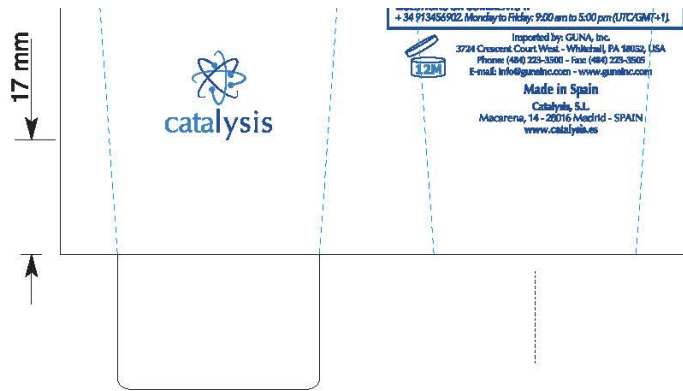 17 mm
catalysis
+ 34 913456902. Monday to Friday: 9:00 am to 5:00 pm (UTC/GMT+1).
Imported by: GUNA, Inc.
3724 Crescent Court West - Whitehall, PA 18052, USA
Phone: (484) 223-3500 - Fax: (484) 223-3505
E-mail: info@gunainc.com - www.gunainc.com
12M
Made in Spain
Catalysis, S.L.
Macarena, 14 - 28016 Madrid - SPAIN
www.catalysis.es